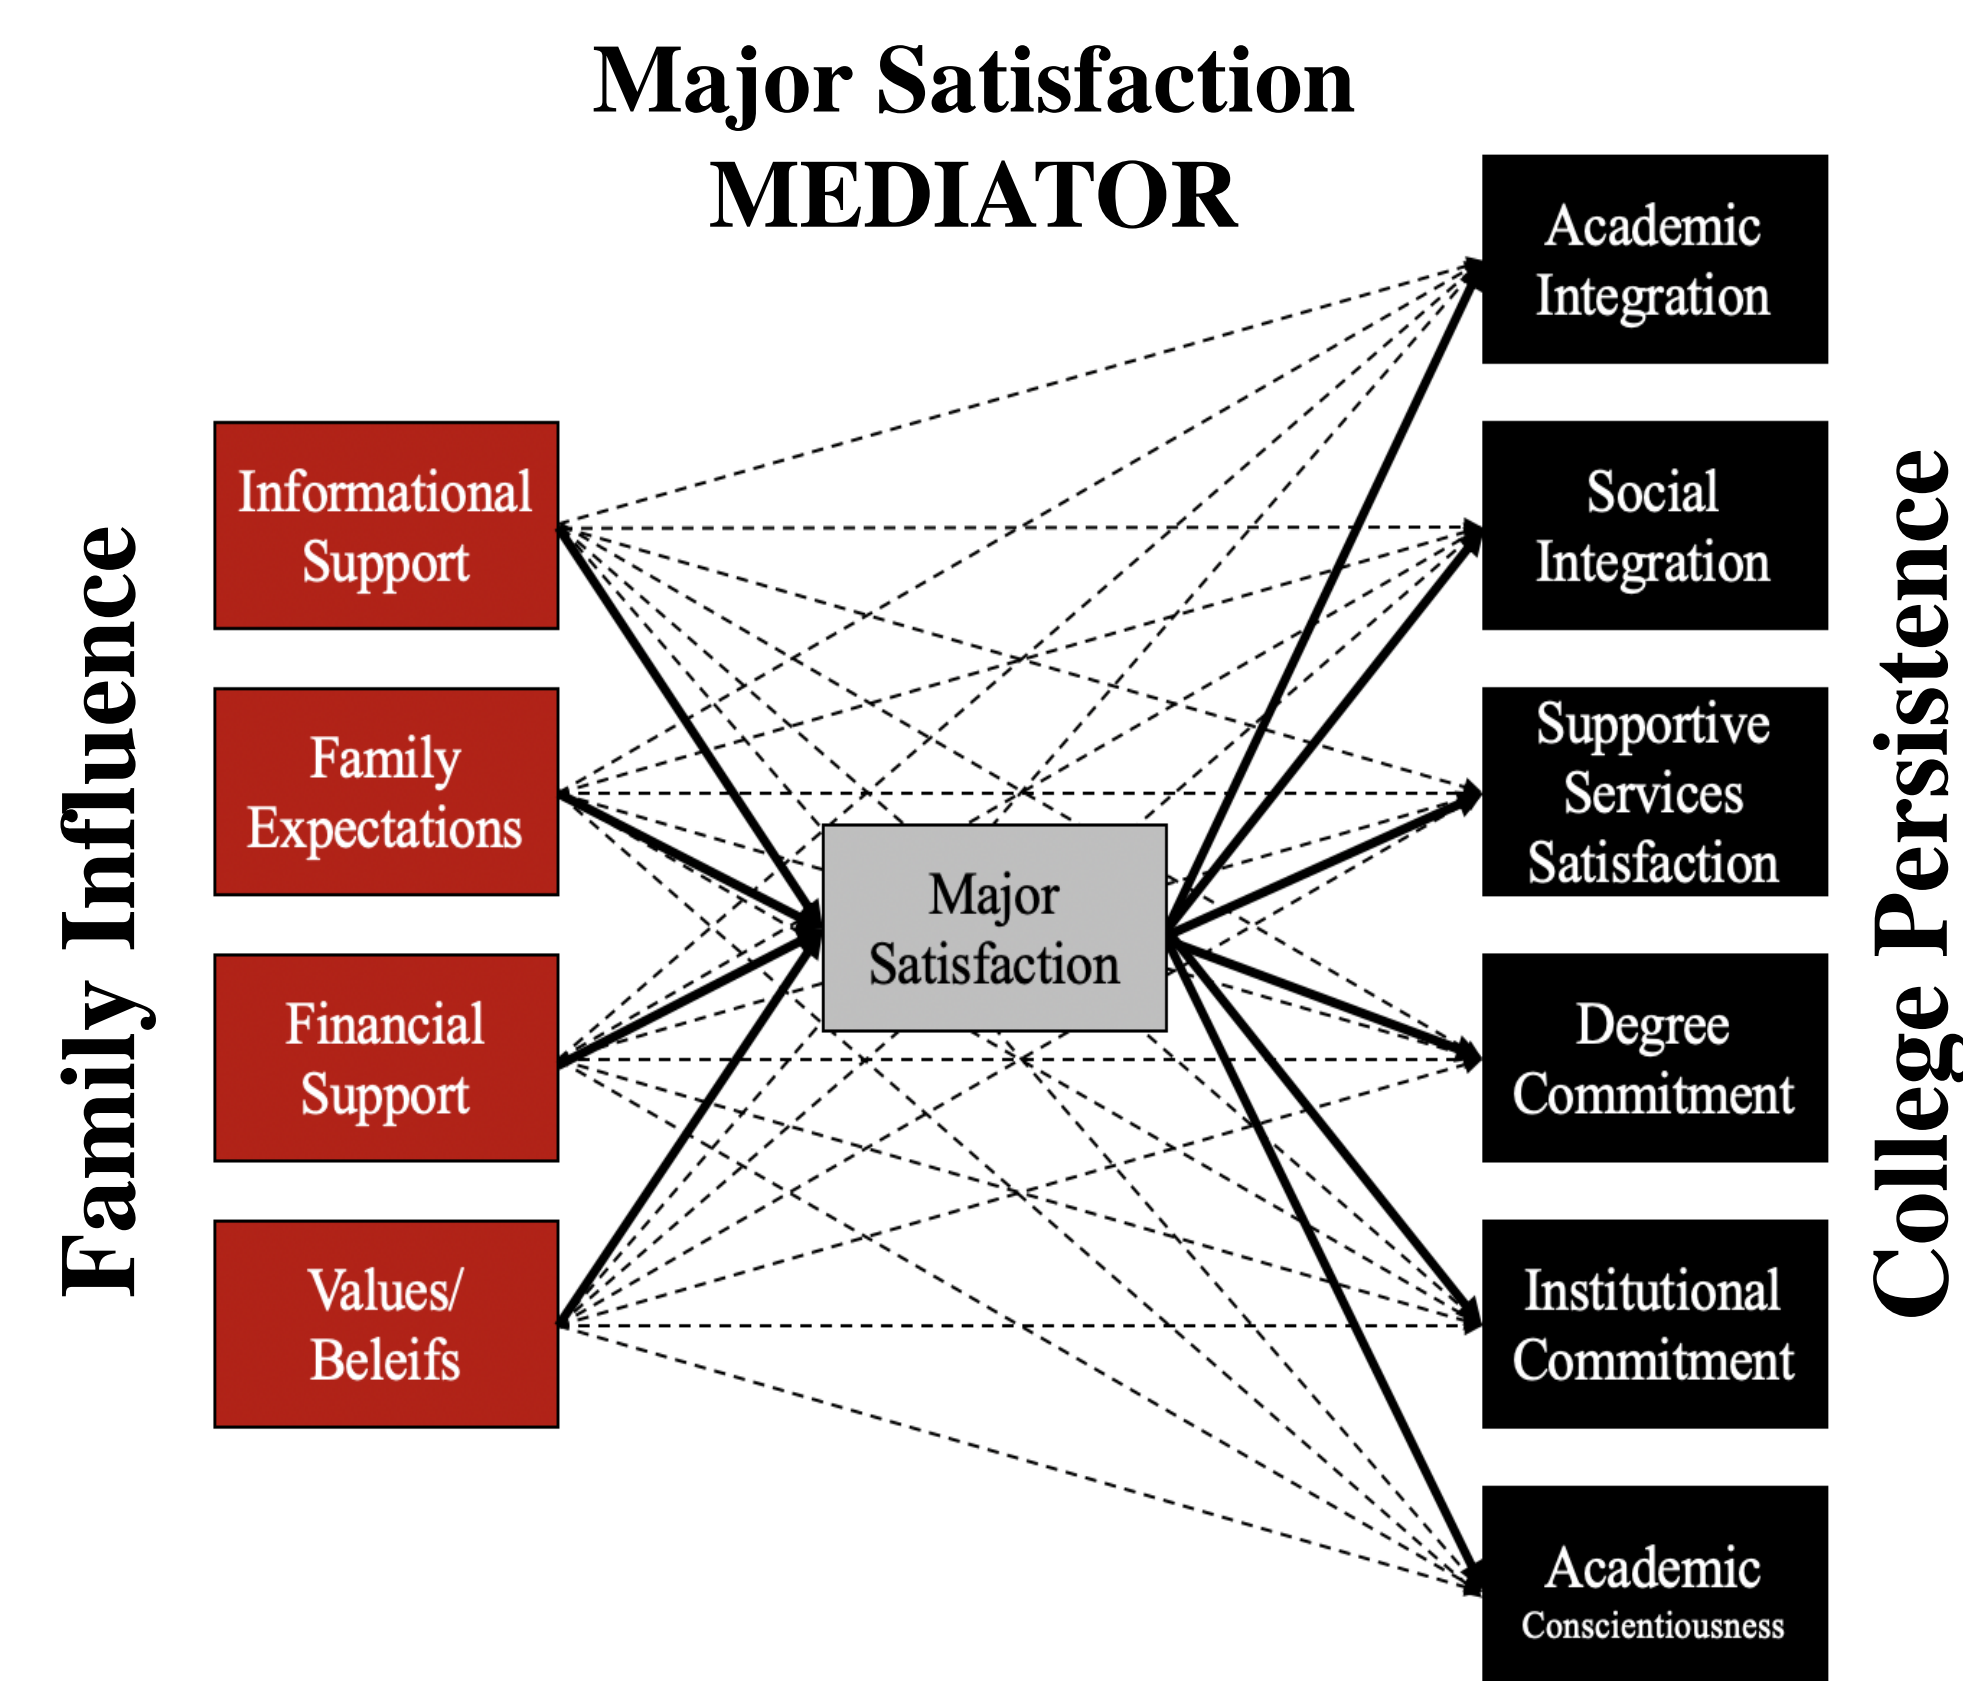 Major Satisfaction
MEDIATOR
Family Influence
Informational
Support
Family
Expectations
Financial
Support
Values/
Beleifs
Major
Satisfaction
Academic
Integration
Social
Integration
Supportive
Services
Satisfaction
Degree
Commitment
Institutional
Commitment
Academic
Conscientiousness
College Persistence